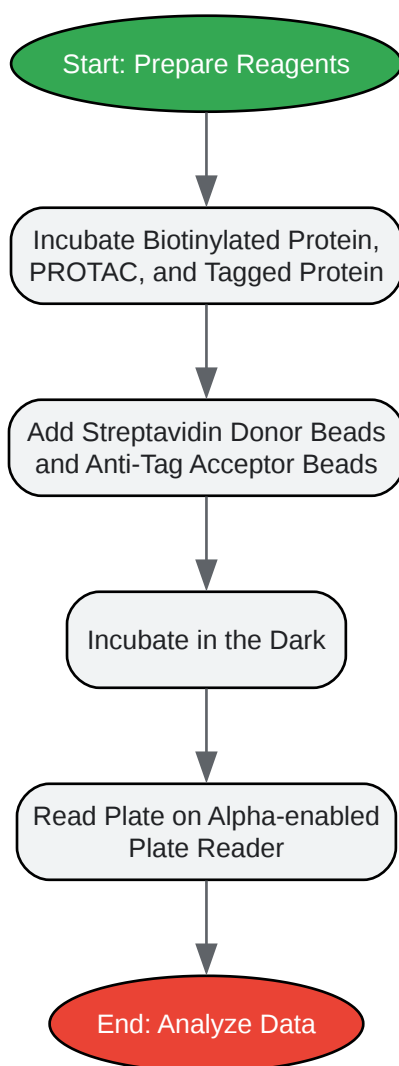 Start: Prepare Reagents
Incubate Biotinylated Protein,
PROTAC, and Tagged Protein
Add Streptavidin Donor Beads
and Anti-Tag Acceptor Beads
Incubate in the Dark
Read Plate on Alpha-enabled
Plate Reader
End: Analyze Data